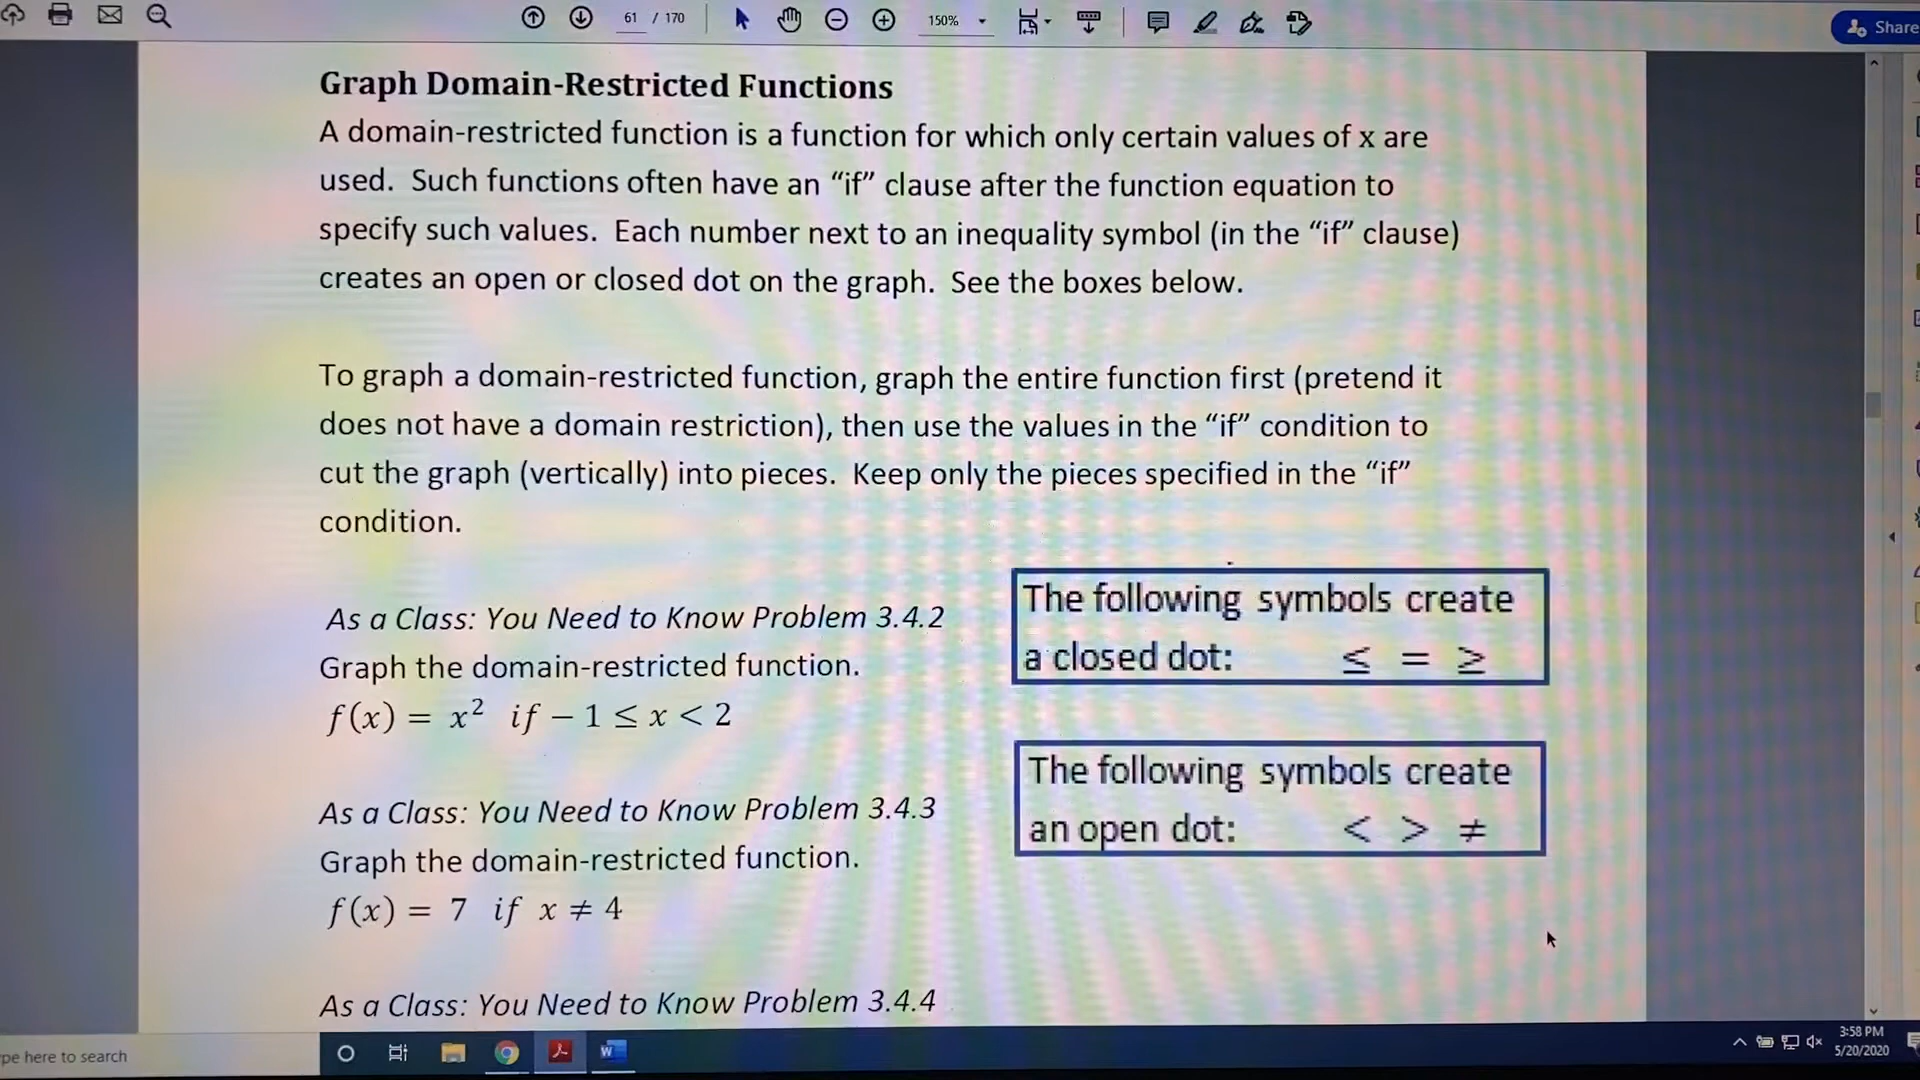 61 / 170
150%
Share
Graph Domain-Restricted Functions
A domain-restricted function is a function for which only certain values of x are
used.  Such functions often have an “if” clause after the function equation to
specify such values.  Each number next to an inequality symbol (in the “if” clause)
creates an open or closed dot on the graph.  See the boxes below.
To graph a domain-restricted function, graph the entire function first (pretend it
does not have a domain restriction), then use the values in the “if” condition to
cut the graph (vertically) into pieces.  Keep only the pieces specified in the “if”
condition.
As a Class: You Need to Know Problem 3.4.2
Graph the domain-restricted function.
f(x) = x² if − 1 ≤ x < 2
The following symbols create
a closed dot: ≤ = ≥
The following symbols create
an open dot: < > ≠
As a Class: You Need to Know Problem 3.4.3
Graph the domain-restricted function.
f(x) = 7 if x ≠ 4
As a Class: You Need to Know Problem 3.4.4
pe here to search
3:58 PM
5/20/2020